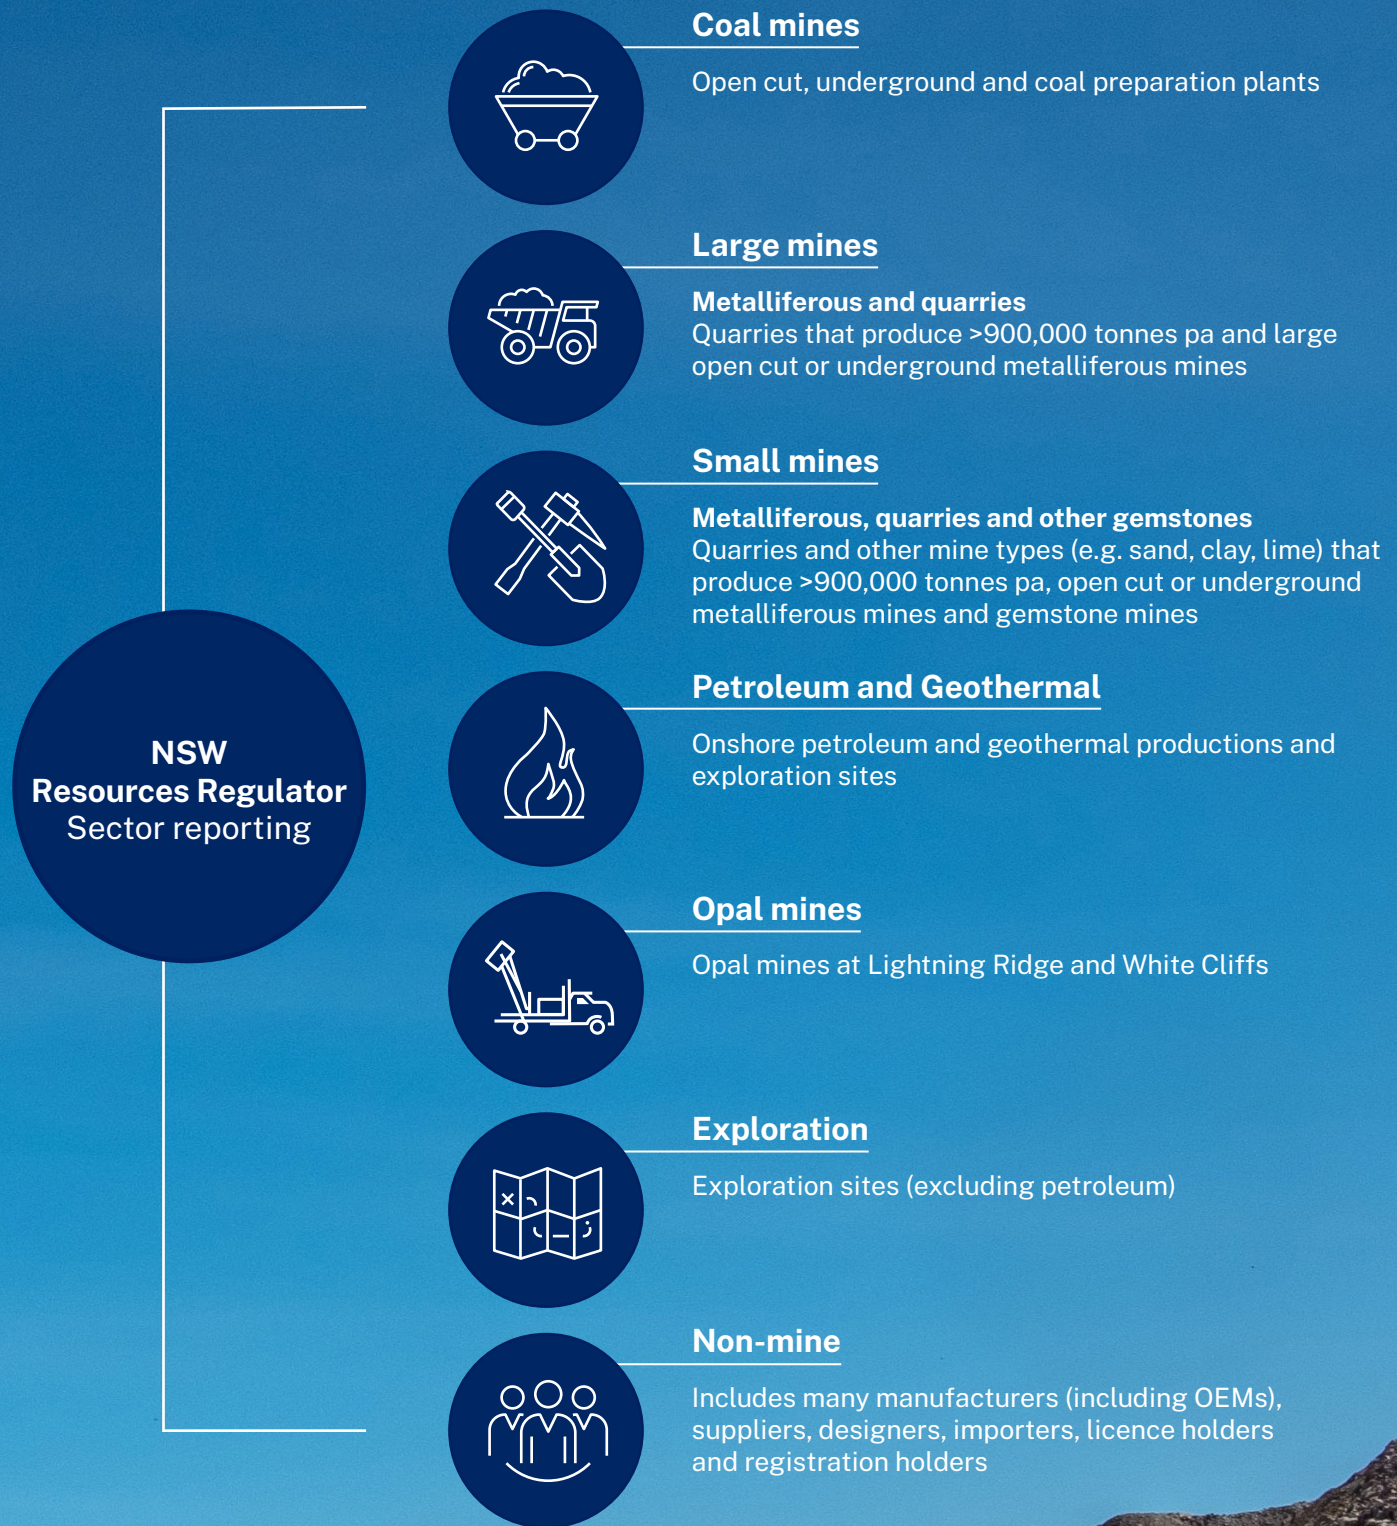 Coal mines
Open cut, underground and coal preparation plants
Large mines
Metalliferous and quarries
Quarries that produce >900,000 tonnes pa and large
open cut or underground metalliferous mines
Small mines
Metalliferous, quarries and other gemstones
Quarries and other mine types (e.g. sand, clay, lime) that
produce >900,000 tonnes pa, open cut or underground
metalliferous mines and gemstone mines
NSW
Resources Regulator
Sector reporting
Petroleum and Geothermal
Onshore petroleum and geothermal productions and
exploration sites
Opal mines
Opal mines at Lightning Ridge and White Cliffs
Exploration
Exploration sites (excluding petroleum)
Non-mine
Includes many manufacturers (including OEMs),
suppliers, designers, importers, licence holders
and registration holders